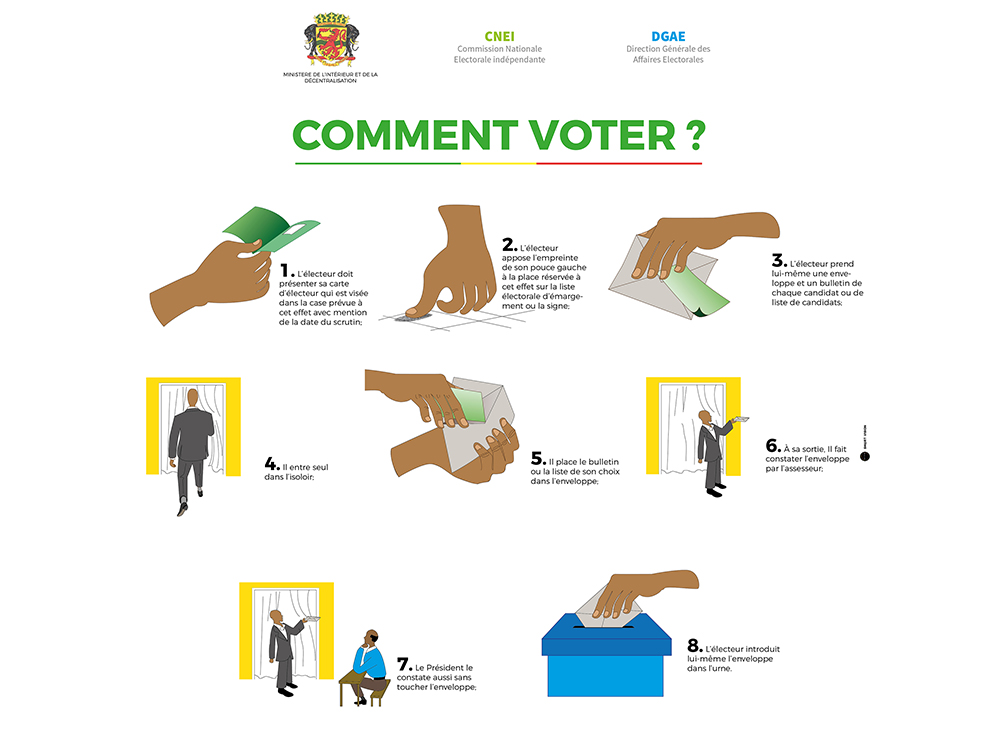 MINISTERE DE L'INTÉRIEUR ET DE LA
DÉCENTRALISATION
CNEI
Commission Nationale
Electorale indépendante
DGAE
Direction Générale des
Affaires Electorales
COMMENT VOTER ?
1. L'électeur doit
présenter sa carte
d'électeur qui est visée
dans la case prévue à
cet effet avec mention
de la date du scrutin;
2. L'électeur
appose l'empreinte
de son pouce gauche
à la place réservée à
cet effet sur la liste
électorale d'émarge-
ment ou la signe;
3. L'électeur prend
lui-même une enve-
loppe et un bulletin de
chaque candidat ou de
liste de candidats;
4. Il entre seul
dans l'isoloir;
5. Il place le bulletin
ou la liste de son choix
dans l'enveloppe;
6. À sa sortie, Il fait
constater l'enveloppe
par l'assesseur;
7. Le Président le
constate aussi sans
toucher l'enveloppe;
8. L'électeur introduit
lui-même l'enveloppe
dans l'urne.